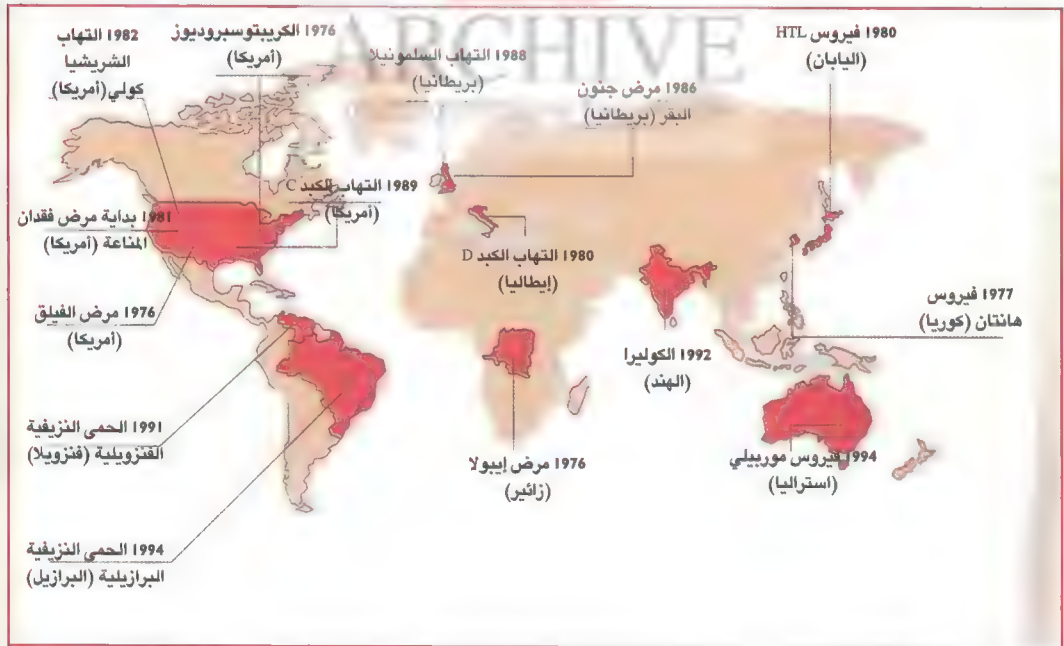 ARCHIVE
1980 فيروس HTL
(اليابان)
1986 مرض جنون
البقر (بريطانيا)
1988 التهاب السلمونيلا
(بريطانيا)
1976 الكريبتوسبروديوز
(أمريكا)
1982 التهاب
الشريشيا
كولي (أمريكا)
1989 التهاب الكبد C
(أمريكا)
1981 بداية مرض فقدان
المناعة (أمريكا)
1976 مرض الفيلق
(أمريكا)
1980 التهاب الكبد D
(إيطاليا)
1977 فيروس
هانتان (كوريا)
1992 الكوليرا
(الهند)
1991 الحمى النزيفية
الفنزويلية (فنزويلا)
1976 مرض إيبولا
(زائير)
1994 فيروس موربيلي
(استراليا)
1994 الحمى النزيفية
البرازيلية (البرازيل)